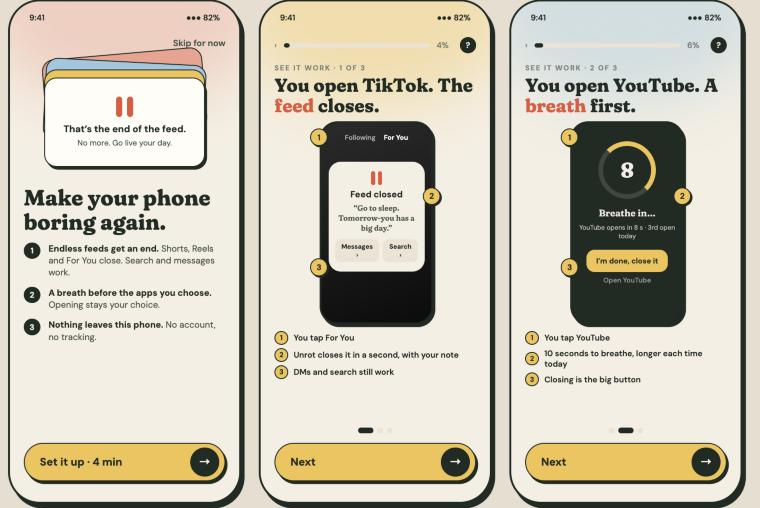 9:41
82%
Skip for now
That's the end of the feed.
No more. Go live your day.
Make your phone
boring again.
1 Endless feeds get an end. Shorts, Reels
and For You close. Search and messages
work.
2 A breath before the apps you choose.
Opening stays your choice.
3 Nothing leaves this phone. No account,
no tracking.
Set it up · 4 min →
9:41
82%
‹ 4% ?
SEE IT WORK · 1 OF 3
You open TikTok. The
feed closes.
1 Following For You
Feed closed
2
"Go to sleep.
Tomorrow-you has a
big day."
Messages › Search ›
3
1 You tap For You
2 Unrot closes it in a second, with your note
3 DMs and search still work
Next →
9:41
82%
‹ 6% ?
SEE IT WORK · 2 OF 3
You open YouTube. A
breath first.
1
8
2
Breathe in...
YouTube opens in 8 s · 3rd open
today
3 I'm done, close it
Open YouTube
1 You tap YouTube
2 10 seconds to breathe, longer each time
today
3 Closing is the big button
Next →